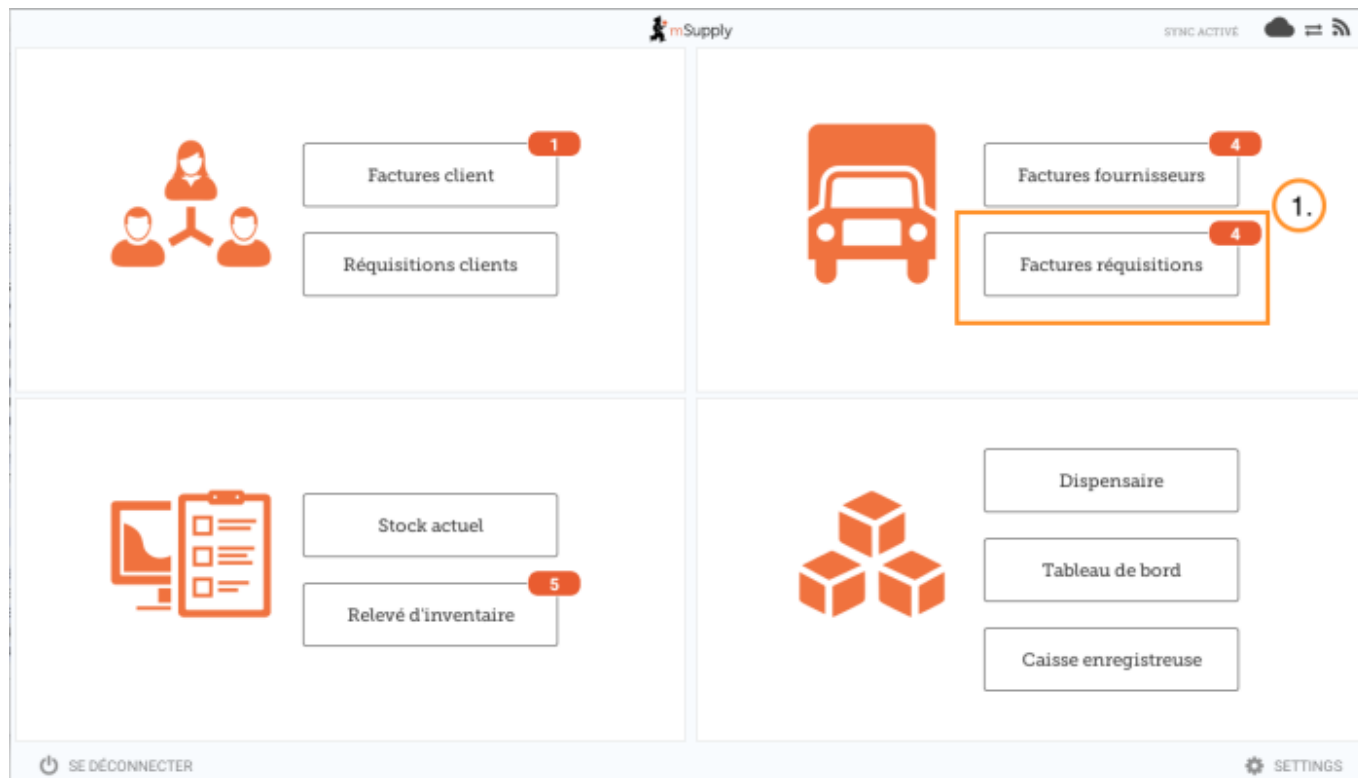 mSupply
SYNC ACTIVÉ
1
Factures client
Réquisitions clients
4
Factures fournisseurs
1.
4
Factures réquisitions
Stock actuel
5
Relevé d'inventaire
Dispensaire
Tableau de bord
Caisse enregistreuse
SE DÉCONNECTER
SETTINGS